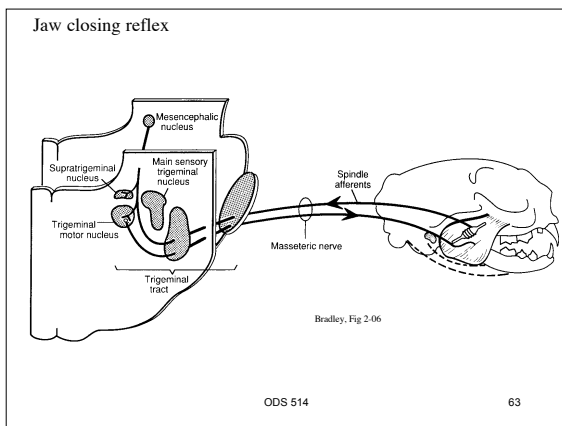 Jaw closing reflex
Mesencephalic
nucleus
Supratrigeminal
nucleus
Main sensory
trigeminal
nucleus
Trigeminal
motor nucleus
Trigeminal
tract
Spindle
afferents
Masseteric nerve
Bradley, Fig 2-06
ODS 514
63